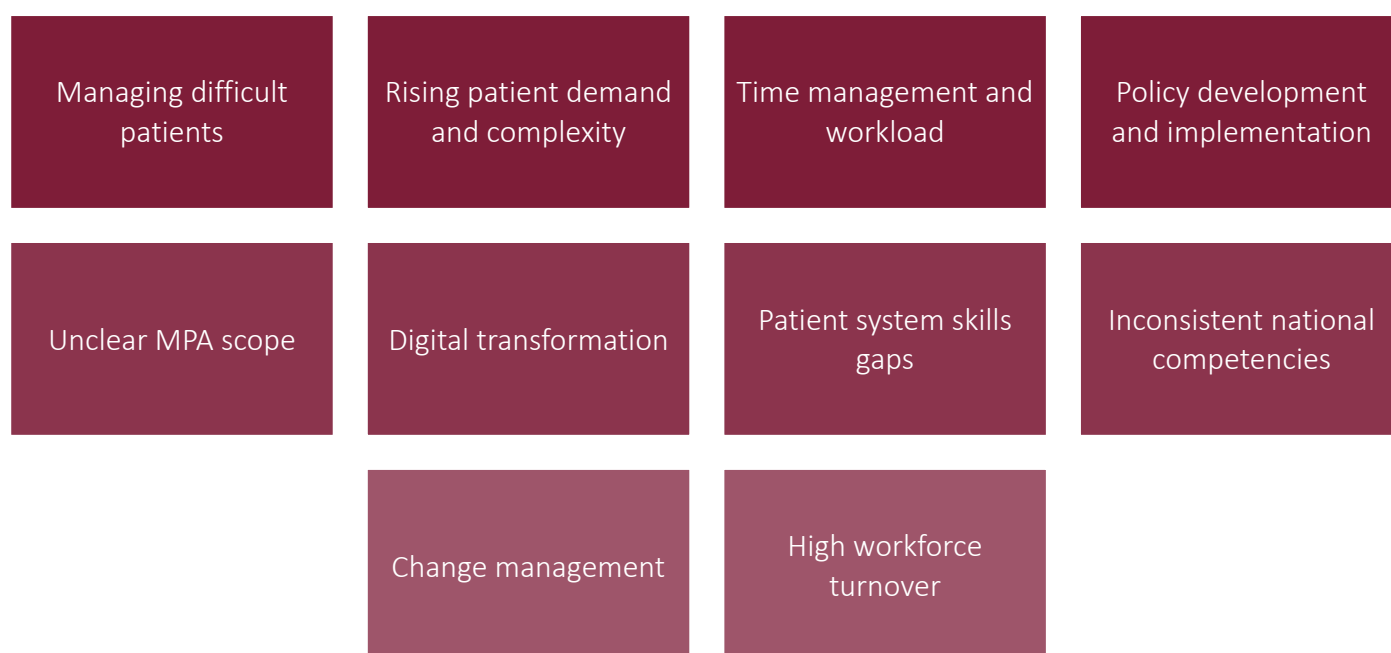 Managing difficult
patients
Rising patient demand
and complexity
Time management and
workload
Policy development
and implementation
Unclear MPA scope
Digital transformation
Patient system skills
gaps
Inconsistent national
competencies
Change management
High workforce
turnover